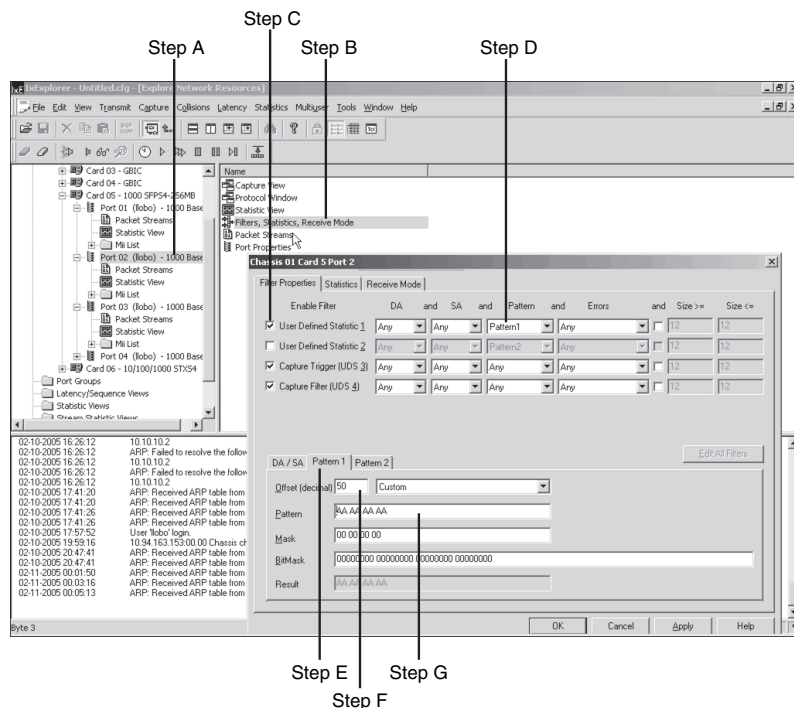 Step C
Step A
Step B
Step D
IxExplorer - Untitled.cfg - [Explore Network Resources]
File Edit View Transmit Capture Collisions Latency Statistics Multiuser Tools Window Help
Card 03 - GBIC
Card 04 - GBIC
Card 05 - 1000 SFPS4-256MB
Port 01 (llobo) - 1000 Base
Packet Streams
Statistic View
Mii List
Port 02 (llobo) - 1000 Base
Packet Streams
Statistic View
Mii List
Port 03 (llobo) - 1000 Base
Packet Streams
Statistic View
Mii List
Port 04 (llobo) - 1000 Base
Card 06 - 10/100/1000 STXS4
Port Groups
Latency/Sequence Views
Statistic Views
Stream Statistic Views
Name
Capture View
Protocol Window
Statistic View
Filters, Statistics, Receive Mode
Packet Streams
Port Properties
Chassis 01 Card 5 Port 2
Filter Properties Statistics Receive Mode
Enable Filter DA and SA and Pattern and Errors and Size >= Size <=
User Defined Statistic 1 Any Any Pattern1 Any 12 12
User Defined Statistic 2 Any Any Pattern2 Any 12 12
Capture Trigger (UDS 3) Any Any Any Any 12 12
Capture Filter (UDS 4) Any Any Any Any 12 12
Edit All Filters
DA / SA Pattern 1 Pattern 2
Offset (decimal) 50 Custom
Pattern AA AA AA AA
Mask 00 00 00 00
BitMask 00000000 00000000 00000000 00000000
Result AA AA AA AA
OK Cancel Apply Help
02-10-2005 16:26:12 10.10.10.2
02-10-2005 16:26:12 ARP: Failed to resolve the follow
02-10-2005 16:26:12 10.10.10.2
02-10-2005 16:26:12 ARP: Failed to resolve the follow
02-10-2005 16:26:12 10.10.10.2
02-10-2005 17:41:20 ARP: Received ARP table from
02-10-2005 17:41:20 ARP: Received ARP table from
02-10-2005 17:41:26 ARP: Received ARP table from
02-10-2005 17:41:26 ARP: Received ARP table from
02-10-2005 17:57:52 User 'llobo' login.
02-10-2005 19:59:16 10.94.163.153:00.00 Chassis ch
02-10-2005 20:47:41 ARP: Received ARP table from
02-10-2005 20:47:41 ARP: Received ARP table from
02-11-2005 00:01:50 ARP: Received ARP table from
02-11-2005 00:03:16 ARP: Received ARP table from
02-11-2005 00:05:13 ARP: Received ARP table from
Byte 3
Step E
Step G
Step F